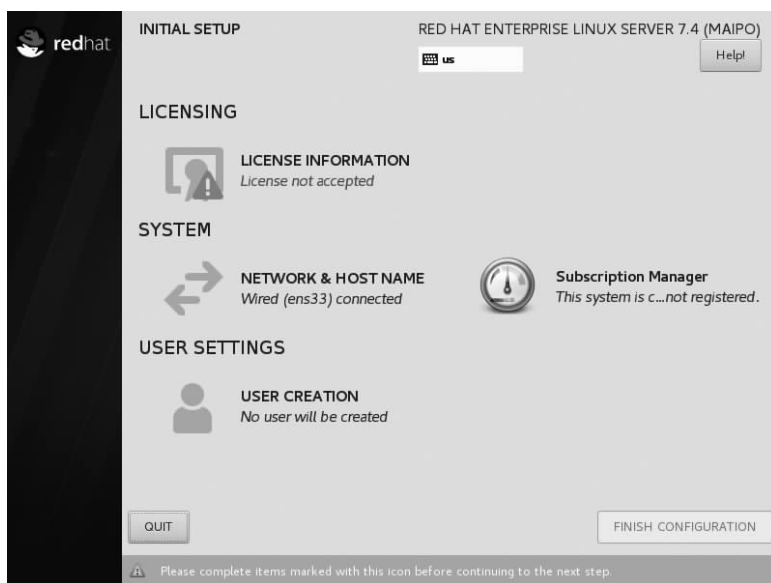 redhat
INITIAL SETUP
RED HAT ENTERPRISE LINUX SERVER 7.4 (MAIPO)
us
Help!
LICENSING
LICENSE INFORMATION
License not accepted
SYSTEM
NETWORK & HOST NAME
Wired (ens33) connected
Subscription Manager
This system is c...not registered.
USER SETTINGS
USER CREATION
No user will be created
QUIT
FINISH CONFIGURATION
Please complete items marked with this icon before continuing to the next step.